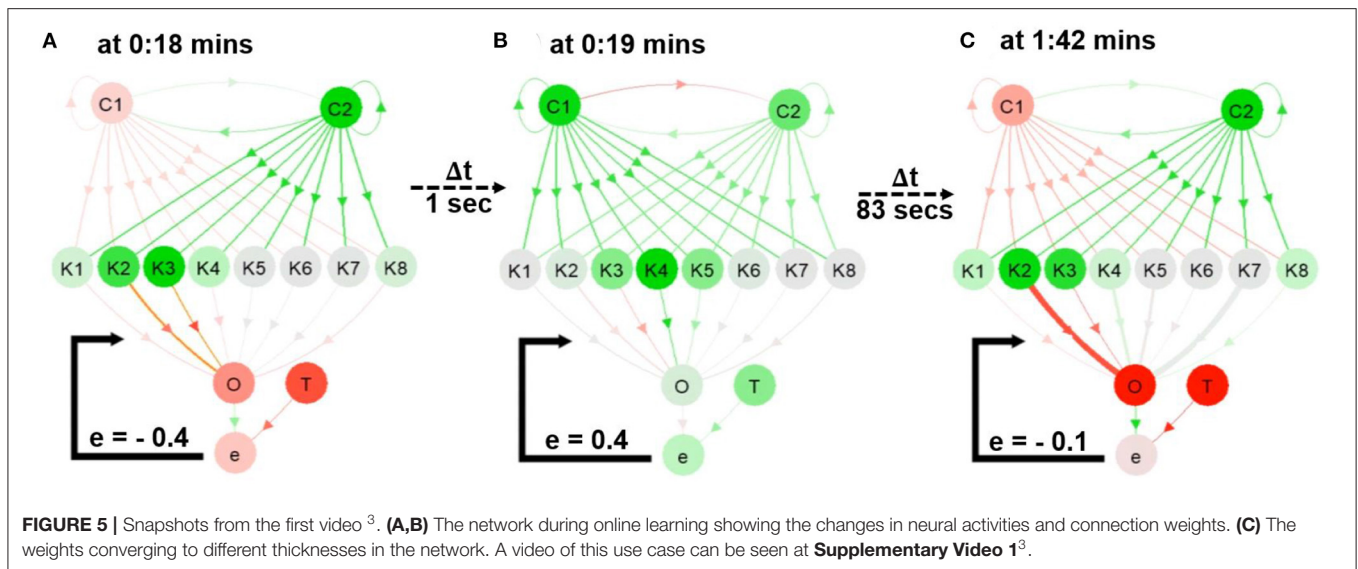 A at 0:18 mins
B at 0:19 mins
C at 1:42 mins
C1 C2
C1 C2
C1 C2
Δt
1 sec
Δt
83 secs
K1 K2 K3 K4 K5 K6 K7 K8
K1 K2 K3 K4 K5 K6 K7 K8
K1 K2 K3 K4 K5 K6 K7 K8
O T
O T
O T
e = - 0.4 e
e = 0.4 e
e = -0.1 e
FIGURE 5 | Snapshots from the first video ³. (A,B) The network during online learning showing the changes in neural activities and connection weights. (C) The
weights converging to different thicknesses in the network. A video of this use case can be seen at Supplementary Video 1³.